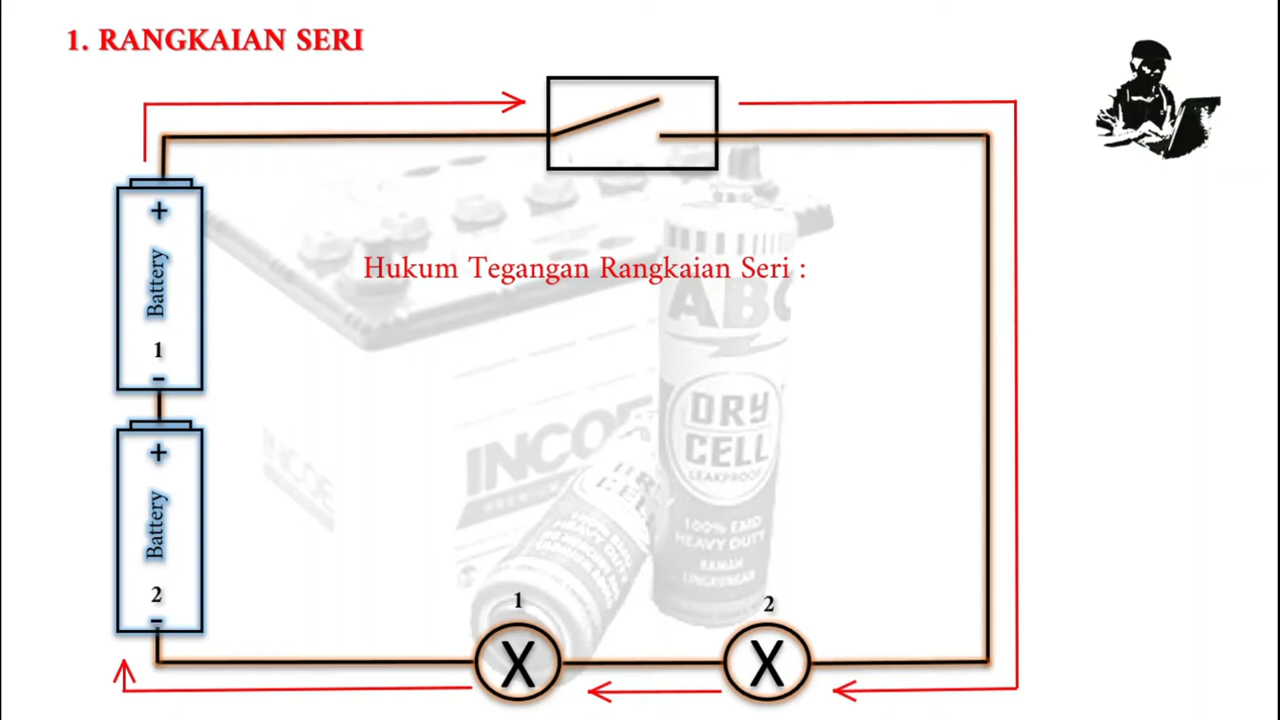 1. RANGKAIAN SERI
Hukum Tegangan Rangkaian Seri :
+
Battery
1
-
+
Battery
2
-
ABC
DRY
CELL
LEAKPROOF
100% EMD
HEAVY DUTY
RAMAH
LINGKUNGAN
INCOE
INCOE
1
X
2
X